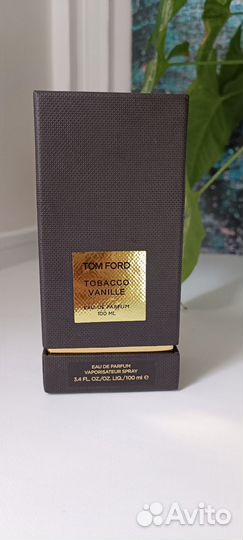 TOM FORD
TOBACCO
VANILLE
EAU DE PARFUM
100 ML
EAU DE PARFUM
VAPORISATEUR SPRAY
3.4 FL. OZ./OZ. LIQ./100 ml ℮
Avito